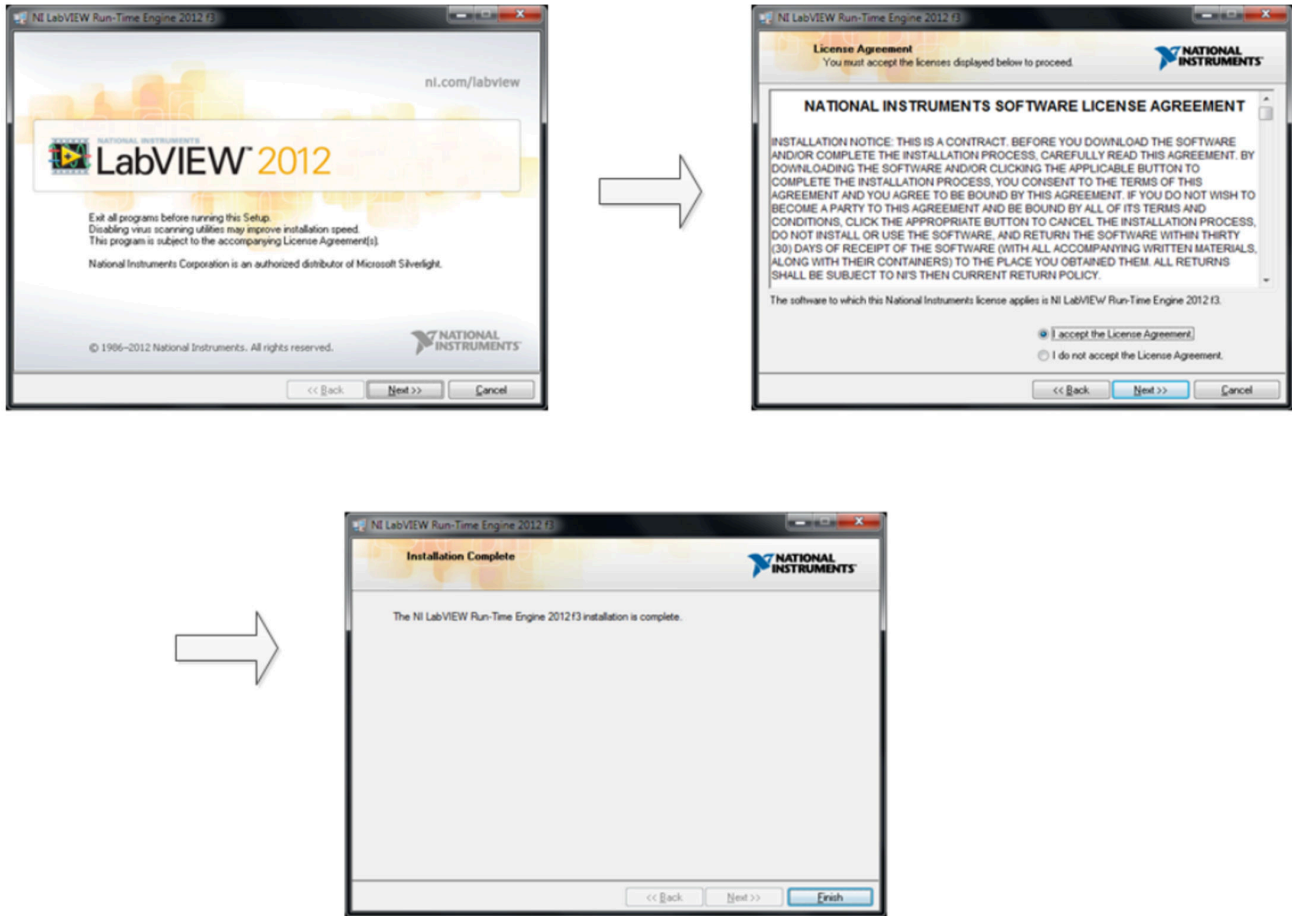 NI LabVIEW Run-Time Engine 2012 f3
ni.com/labview
NATIONAL INSTRUMENTS
LabVIEW™ 2012
Exit all programs before running this Setup.
Disabling virus scanning utilities may improve installation speed.
This program is subject to the accompanying License Agreement(s).
National Instruments Corporation is an authorized distributor of Microsoft Silverlight.
© 1986–2012 National Instruments. All rights reserved.
NATIONAL
INSTRUMENTS
<< Back Next >> Cancel
NI LabVIEW Run-Time Engine 2012 f3
License Agreement
You must accept the licenses displayed below to proceed.
NATIONAL
INSTRUMENTS
NATIONAL INSTRUMENTS SOFTWARE LICENSE AGREEMENT
INSTALLATION NOTICE: THIS IS A CONTRACT. BEFORE YOU DOWNLOAD THE SOFTWARE
AND/OR COMPLETE THE INSTALLATION PROCESS, CAREFULLY READ THIS AGREEMENT. BY
DOWNLOADING THE SOFTWARE AND/OR CLICKING THE APPLICABLE BUTTON TO
COMPLETE THE INSTALLATION PROCESS, YOU CONSENT TO THE TERMS OF THIS
AGREEMENT AND YOU AGREE TO BE BOUND BY THIS AGREEMENT. IF YOU DO NOT WISH TO
BECOME A PARTY TO THIS AGREEMENT AND BE BOUND BY ALL OF ITS TERMS AND
CONDITIONS, CLICK THE APPROPRIATE BUTTON TO CANCEL THE INSTALLATION PROCESS,
DO NOT INSTALL OR USE THE SOFTWARE, AND RETURN THE SOFTWARE WITHIN THIRTY
(30) DAYS OF RECEIPT OF THE SOFTWARE (WITH ALL ACCOMPANYING WRITTEN MATERIALS,
ALONG WITH THEIR CONTAINERS) TO THE PLACE YOU OBTAINED THEM. ALL RETURNS
SHALL BE SUBJECT TO NI'S THEN CURRENT RETURN POLICY.
The software to which this National Instruments license applies is NI LabVIEW Run-Time Engine 2012 f3.
I accept the License Agreement.
I do not accept the License Agreement.
<< Back Next >> Cancel
NI LabVIEW Run-Time Engine 2012 f3
Installation Complete
NATIONAL
INSTRUMENTS
The NI LabVIEW Run-Time Engine 2012 f3 installation is complete.
<< Back Next >> Finish